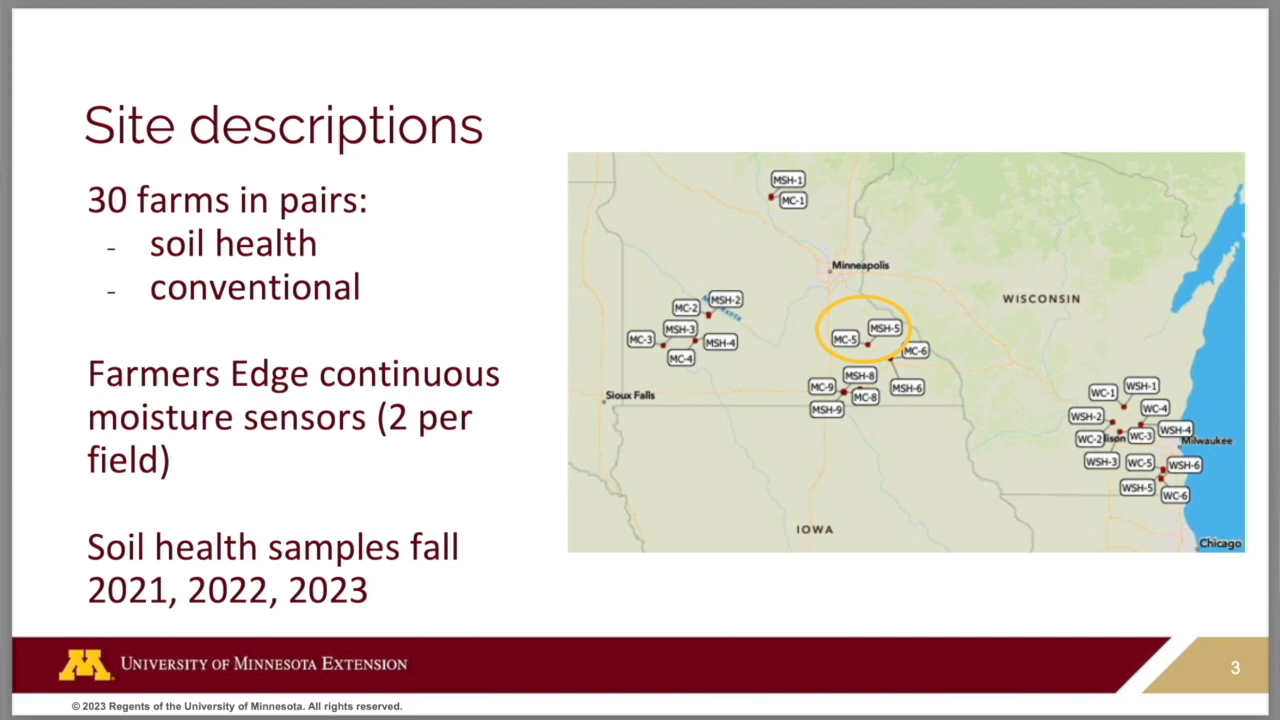 Site descriptions
30 farms in pairs:
- soil health
- conventional
Farmers Edge continuous
moisture sensors (2 per
field)
Soil health samples fall
2021, 2022, 2023
MSH-1
MC-1
Minneapolis
WISCONSIN
MC-2
MSH-2
MSH-3
MC-3
MSH-4
MC-4
MSH-5
MC-5
MC-6
MSH-8
MC-9
MSH-6
MC-8
MSH-9
Sioux Falls
WSH-1
WC-1
WC-4
WSH-2
WSH-4
WC-2
WC-3
Milwaukee
WSH-3
WC-5
WSH-6
WSH-5
WC-6
IOWA
Chicago
M
UNIVERSITY OF MINNESOTA EXTENSION
3
© 2023 Regents of the University of Minnesota. All rights reserved.